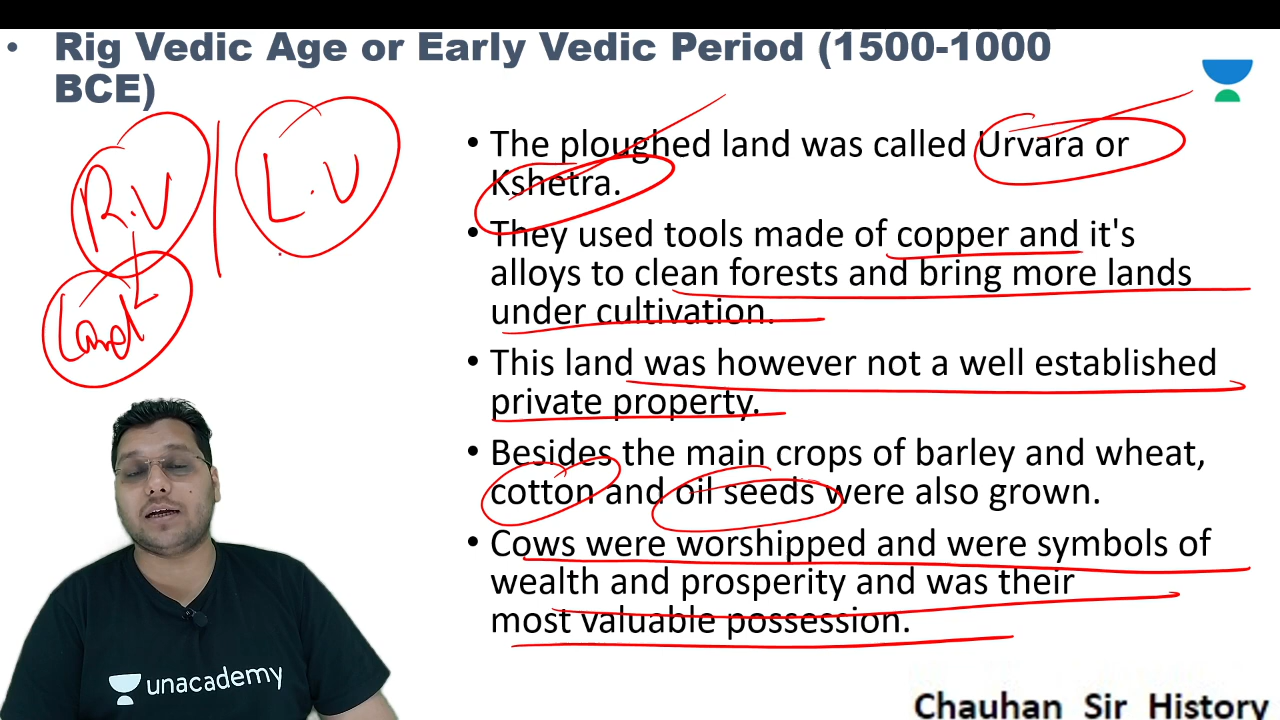 • Rig Vedic Age or Early Vedic Period (1500-1000
BCE)
R.V
L.V
Land
• The ploughed land was called Urvara or
Kshetra.
• They used tools made of copper and it's
alloys to clean forests and bring more lands
under cultivation.
• This land was however not a well established
private property.
• Besides the main crops of barley and wheat,
cotton and oil seeds were also grown.
• Cows were worshipped and were symbols of
wealth and prosperity and was their
most valuable possession.
unacademy
Chauhan Sir History